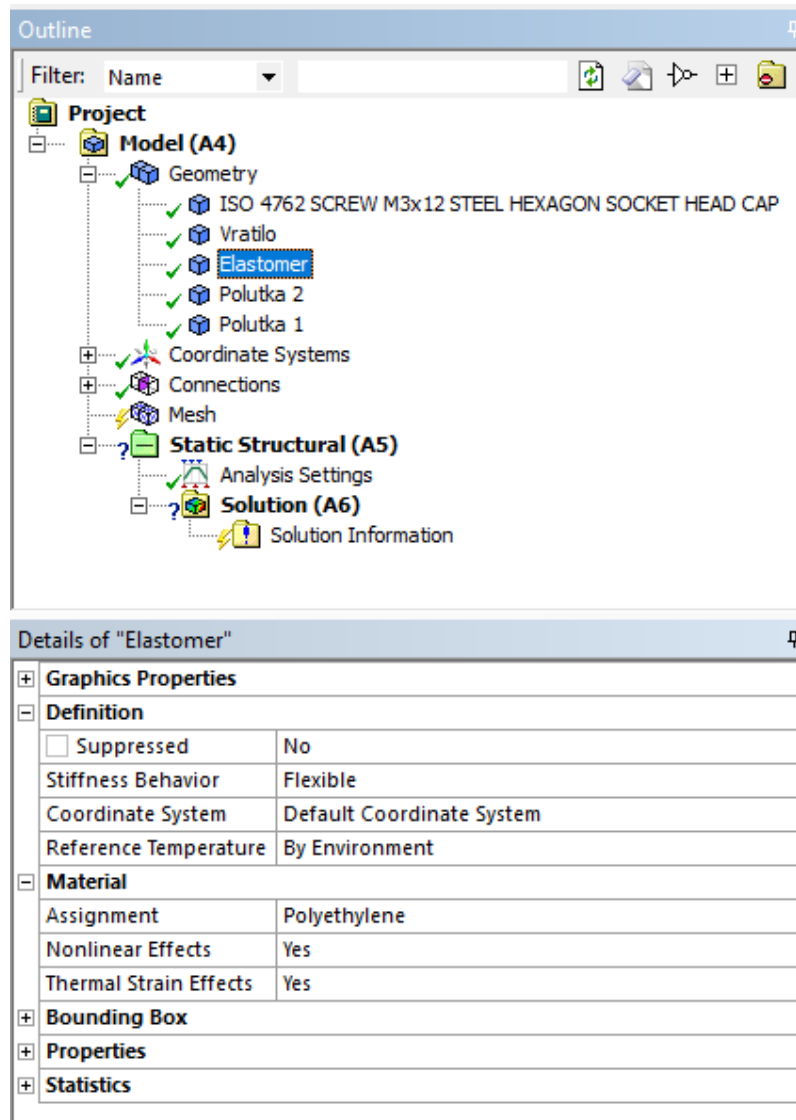 Outline
Filter: Name
Project
Model (A4)
Geometry
ISO 4762 SCREW M3x12 STEEL HEXAGON SOCKET HEAD CAP
Vratilo
Elastomer
Polutka 2
Polutka 1
Coordinate Systems
Connections
Mesh
Static Structural (A5)
Analysis Settings
Solution (A6)
Solution Information
Details of "Elastomer"
Graphics Properties
Definition
Suppressed No
Stiffness Behavior Flexible
Coordinate System Default Coordinate System
Reference Temperature By Environment
Material
Assignment Polyethylene
Nonlinear Effects Yes
Thermal Strain Effects Yes
Bounding Box
Properties
Statistics